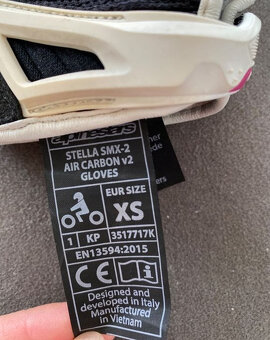 alpinestars
STELLA SMX-2
AIR CARBON v2
GLOVES
EUR SIZE
XS
1 KP 3517717K
EN13594:2015
CE
Designed and
developed in Italy
Manufactured
in Vietnam